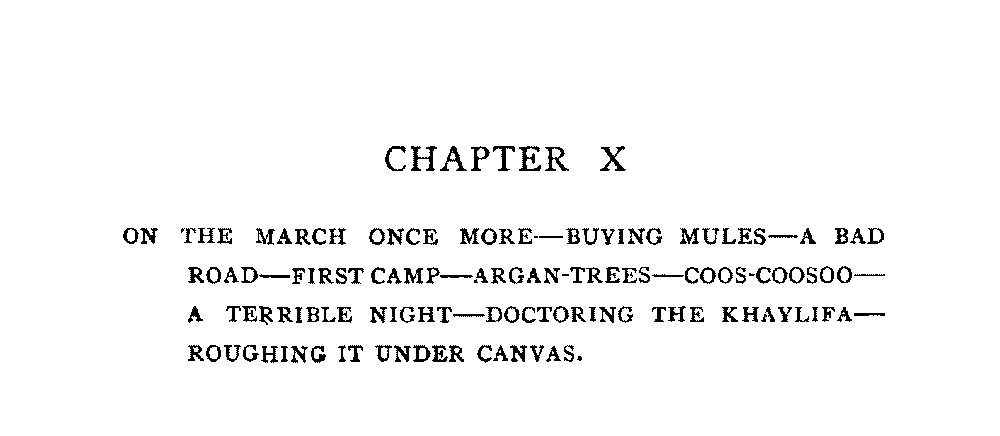 CHAPTER X
ON THE MARCH ONCE MORE—BUYING MULES—A BAD
ROAD—FIRST CAMP—ARGAN-TREES—COOS-COOSOO—
A TERRIBLE NIGHT—DOCTORING THE KHAYLIFA—
ROUGHING IT UNDER CANVAS.